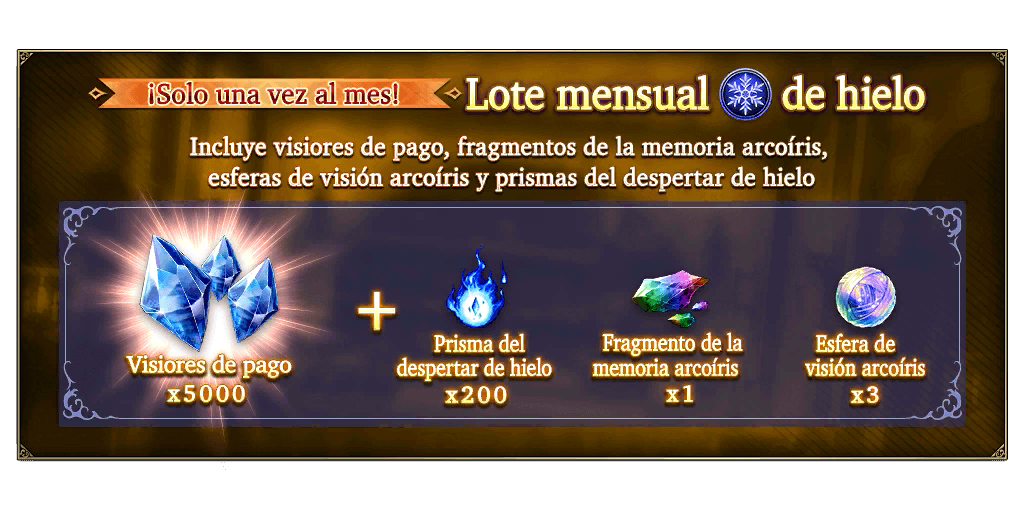 ¡Solo una vez al mes!
Lote mensual de hielo
Incluye visiores de pago, fragmentos de la memoria arcoíris,
esferas de visión arcoíris y prismas del despertar de hielo
Visiores de pago
x5000
+
Prisma del
despertar de hielo
x200
Fragmento de la
memoria arcoíris
x1
Esfera de
visión arcoíris
x3